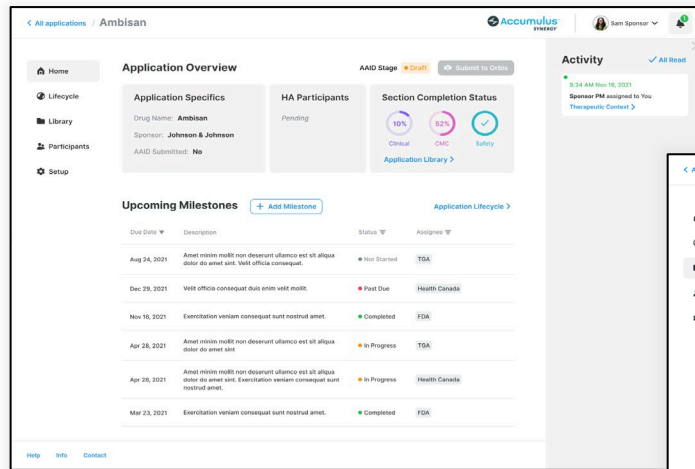 < All applications / Ambisan
Accumulus
SYNERGY
Sam Sponsor
Home
Lifecycle
Library
Participants
Setup
Application Overview
AAID Stage
Draft
Submit to Orbis
Application Specifics
Drug Name: Ambisan
Sponsor: Johnson & Johnson
AAID Submitted: No
HA Participants
Pending
Section Completion Status
10%
52%
Clinical
CMC
Safety
Application Library >
Upcoming Milestones
+ Add Milestone
Application Lifecycle >
Due Date Description Status Assignee
Aug 24, 2021 Amet minim mollit non deserunt ullamco est sit aliqua Not Started TGA
dolor do amet sint. Velit officia consequat.
Dec 29, 2021 Velit officia consequat duis enim velit mollit. Past Due Health Canada
Nov 16, 2021 Exercitation veniam consequat sunt nostrud amet. Completed FDA
Apr 28, 2021 Amet minim mollit non deserunt ullamco est sit aliqua In Progress TGA
dolor do amet sint
Apr 28, 2021 Amet minim mollit non deserunt ullamco est sit aliqua In Progress Health Canada
dolor do amet sint. Exercitation veniam consequat sunt
nostrud amet.
Mar 23, 2021 Exercitation veniam consequat sunt nostrud amet. Completed FDA
Help Info Contact
Activity
All Read
9:34 AM Nov 16, 2021
Sponsor PM assigned to You
Therapeutic Context >
< A